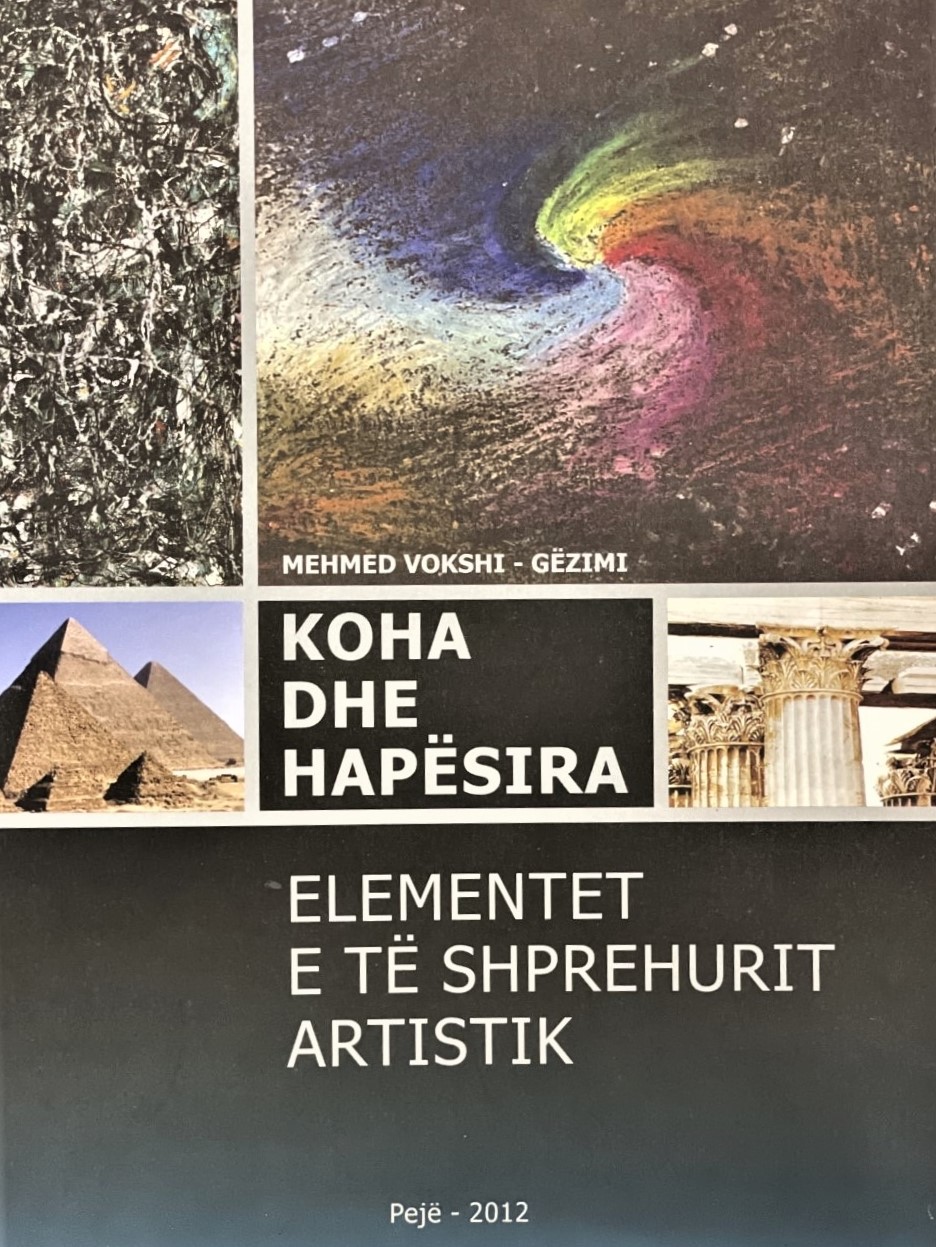 MEHMED VOKSHI - GËZIMI
KOHA
DHE
HAPËSIRA
ELEMENTET
E TË SHPREHURIT
ARTISTIK
Pejë - 2012